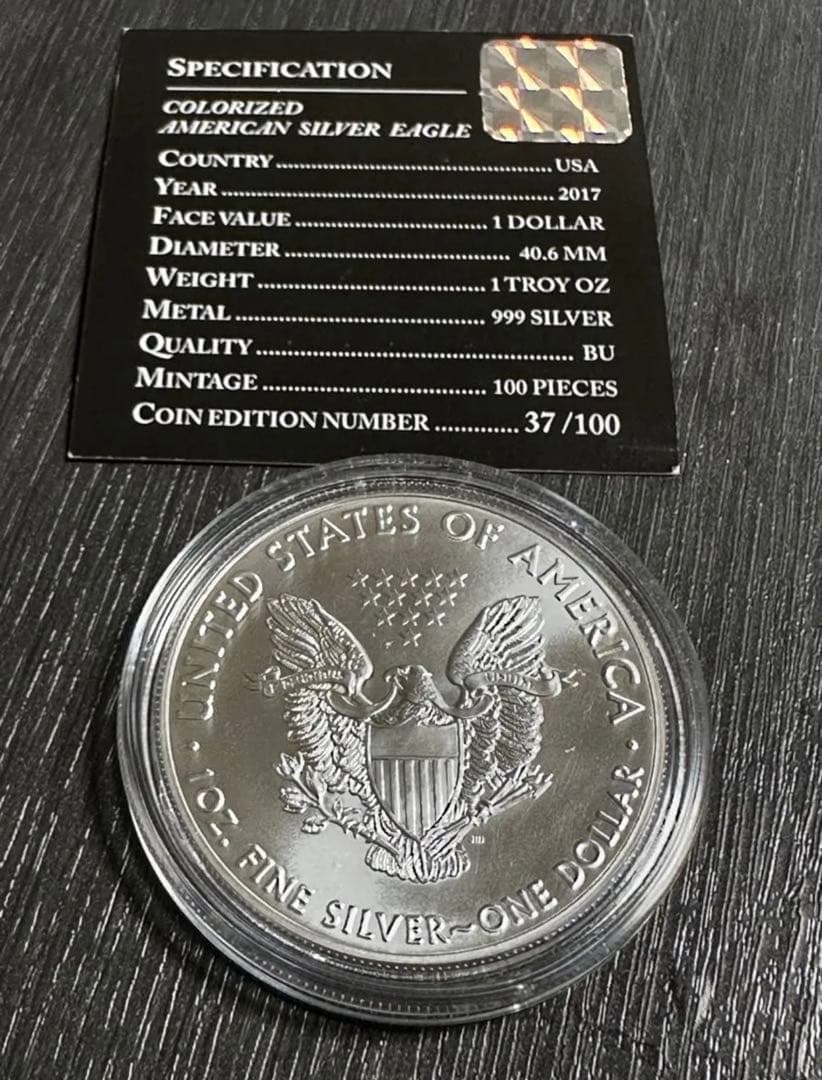 SPECIFICATION
COLORIZED
AMERICAN SILVER EAGLE
COUNTRY........................................USA
YEAR........................................2017
FACE VALUE..............................1 DOLLAR
DIAMETER..............................40.6 MM
WEIGHT..............................1 TROY OZ
METAL..............................999 SILVER
QUALITY........................................BU
MINTAGE..............................100 PIECES
COIN EDITION NUMBER.............37/100
UNITED STATES OF AMERICA
1 OZ. FINE SILVER~ONE DOLLAR